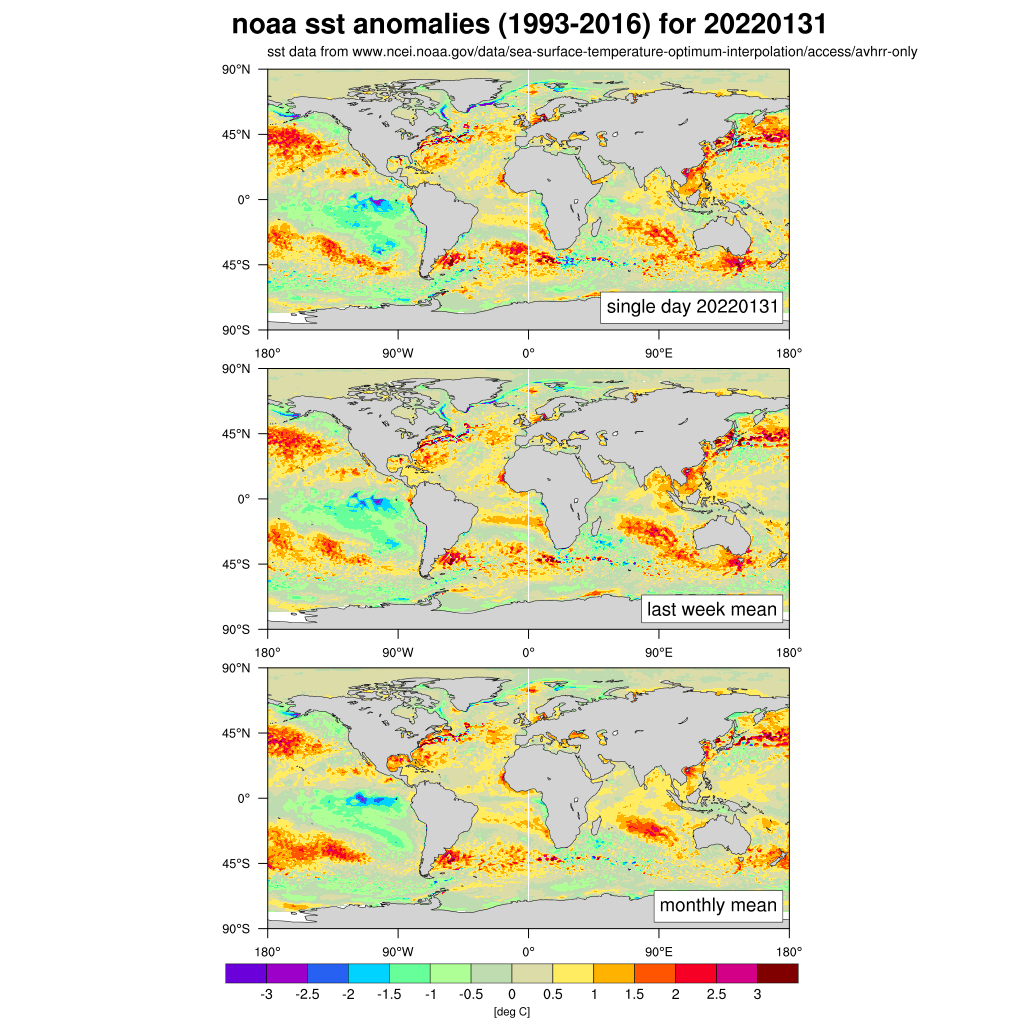 noaa sst anomalies (1993-2016) for 20220131
sst data from www.ncei.noaa.gov/data/sea-surface-temperature-optimum-interpolation/access/avhrr-only
90°N
45°N
0°
45°S
90°S
single day 20220131
180° 90°W 0° 90°E 180°
90°N
45°N
0°
45°S
90°S
last week mean
180° 90°W 0° 90°E 180°
90°N
45°N
0°
45°S
90°S
monthly mean
180° 90°W 0° 90°E 180°
-3 -2.5 -2 -1.5 -1 -0.5 0 0.5 1 1.5 2 2.5 3
[deg C]